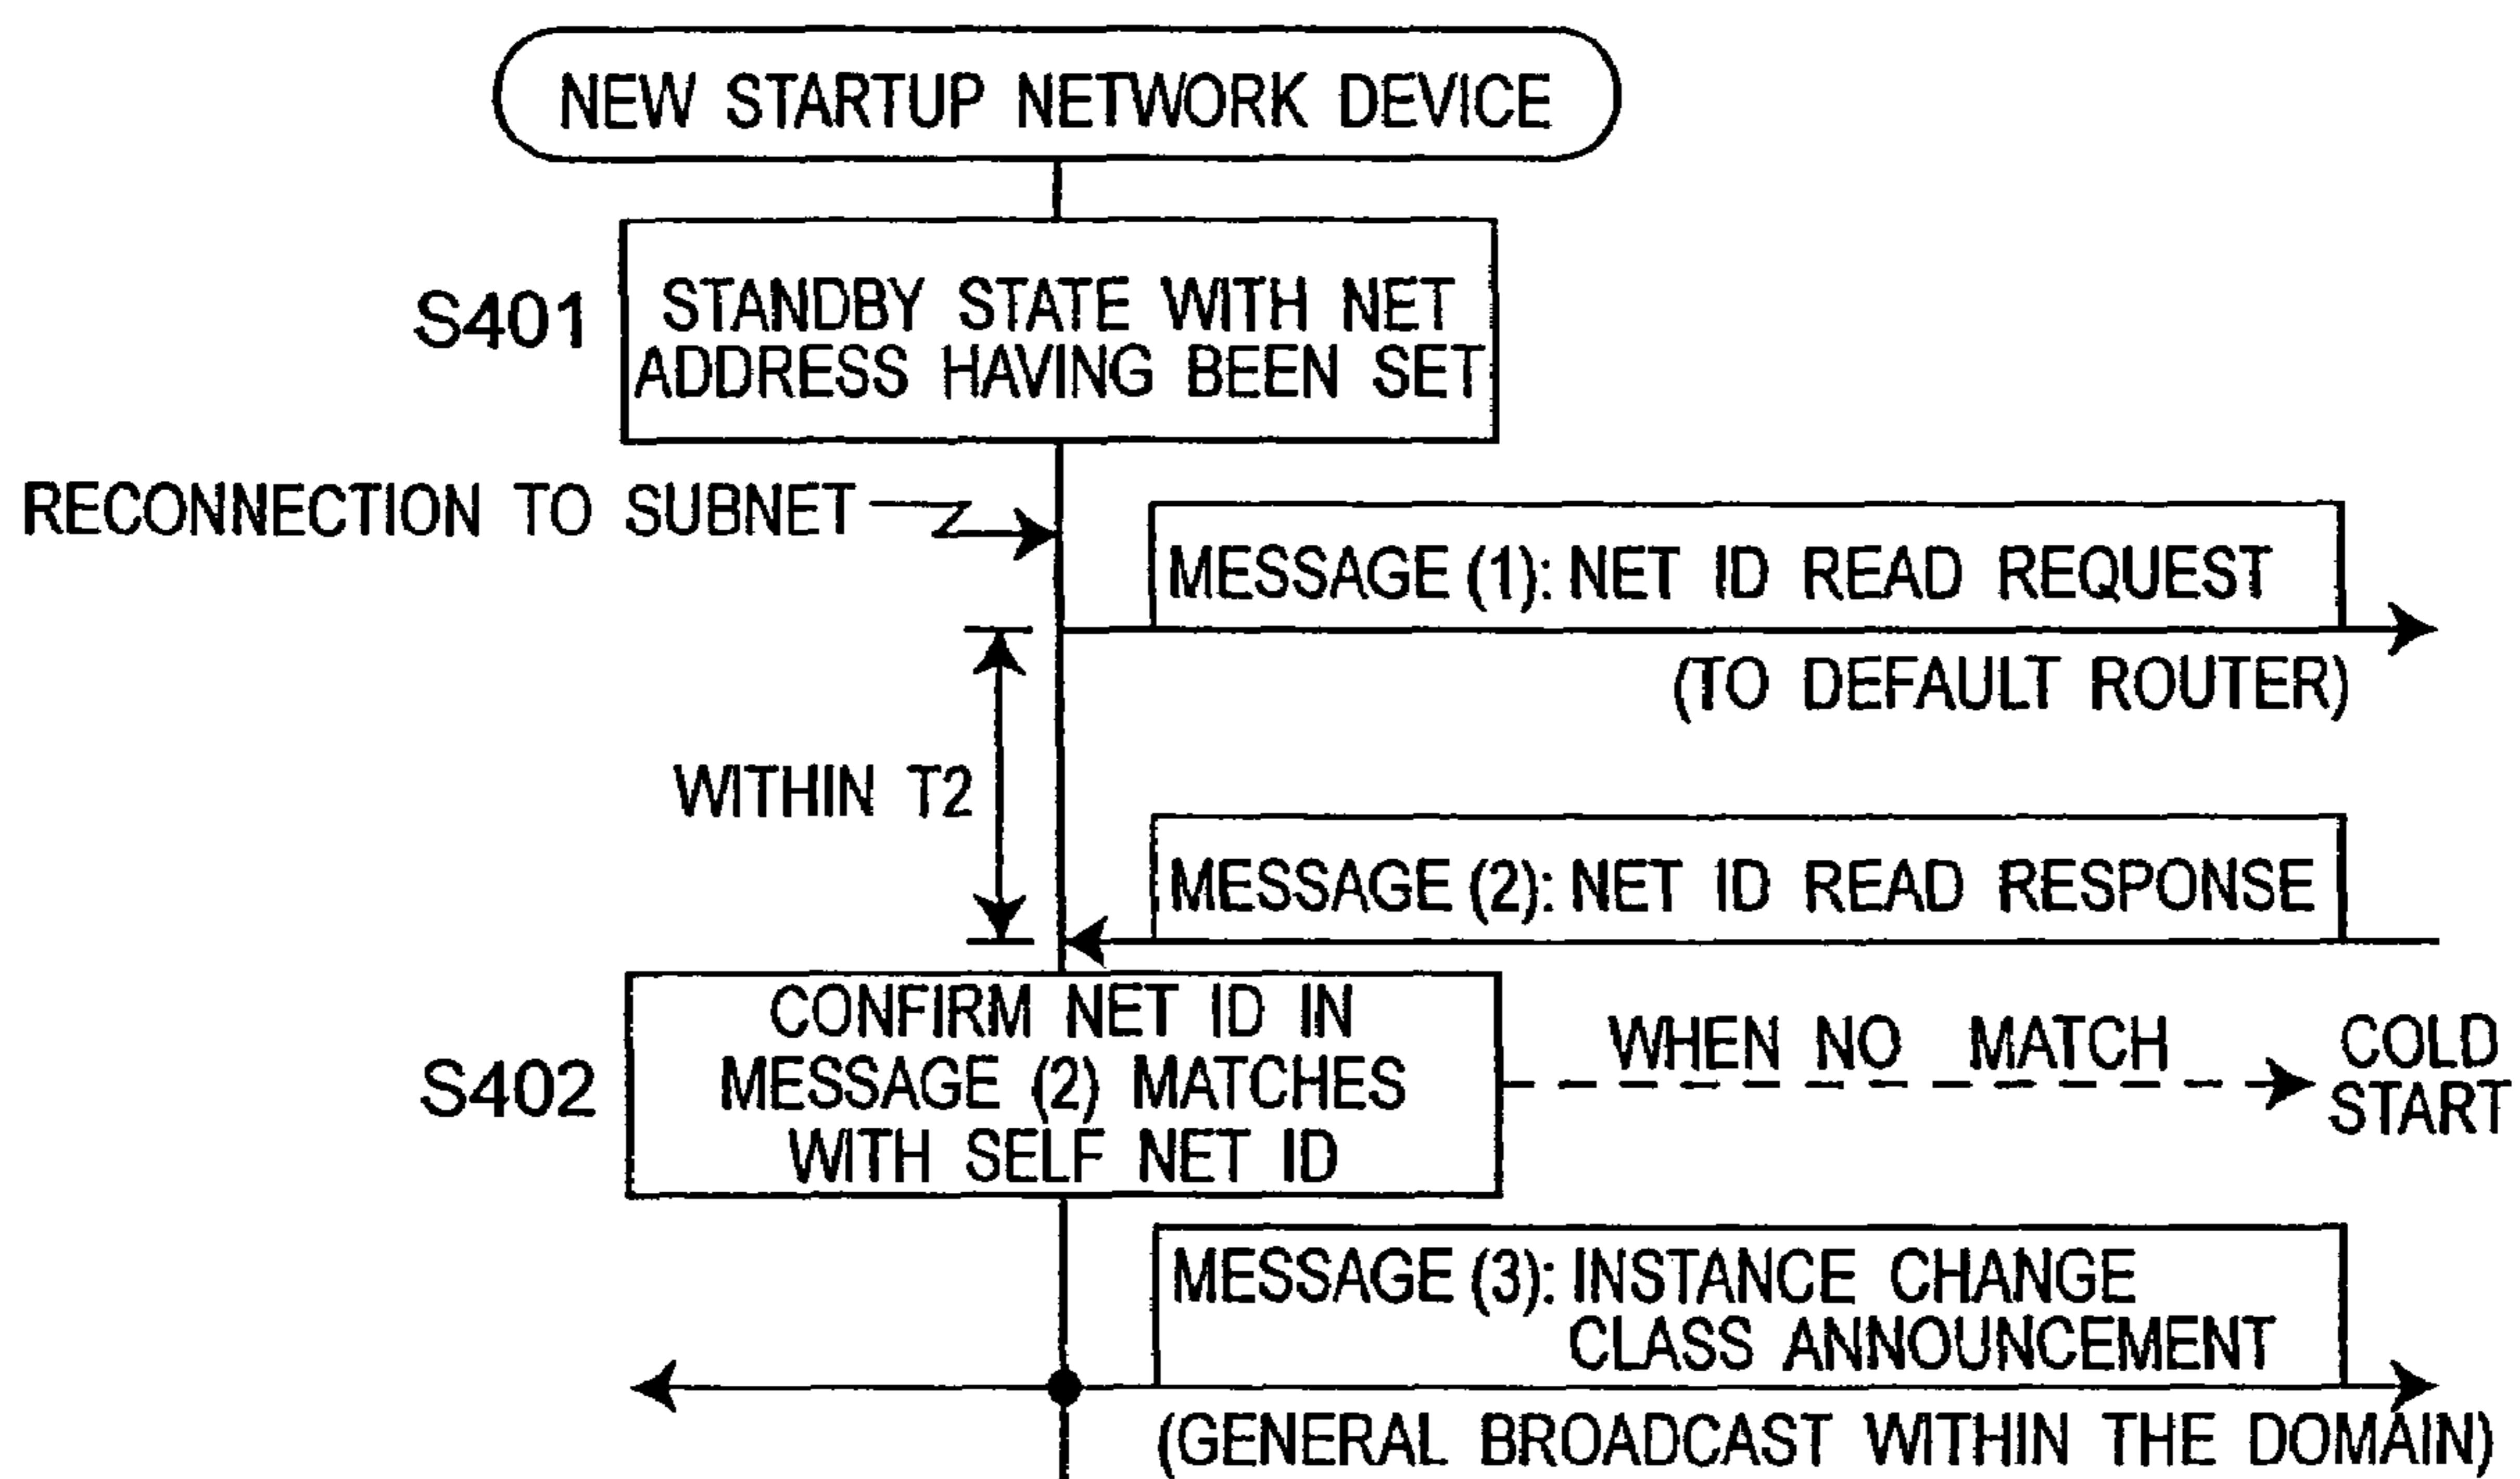 NEW STARTUP NETWORK DEVICE
S401
STANDBY STATE WITH NET
ADDRESS HAVING BEEN SET
RECONNECTION TO SUBNET
MESSAGE (1): NET ID READ REQUEST
(TO DEFAULT ROUTER)
WITHIN T2
MESSAGE (2): NET ID READ RESPONSE
S402
CONFIRM NET ID IN
MESSAGE (2) MATCHES
WITH SELF NET ID
WHEN NO MATCH
COLD
START
MESSAGE (3): INSTANCE CHANGE
CLASS ANNOUNCEMENT
(GENERAL BROADCAST WITHIN THE DOMAIN)